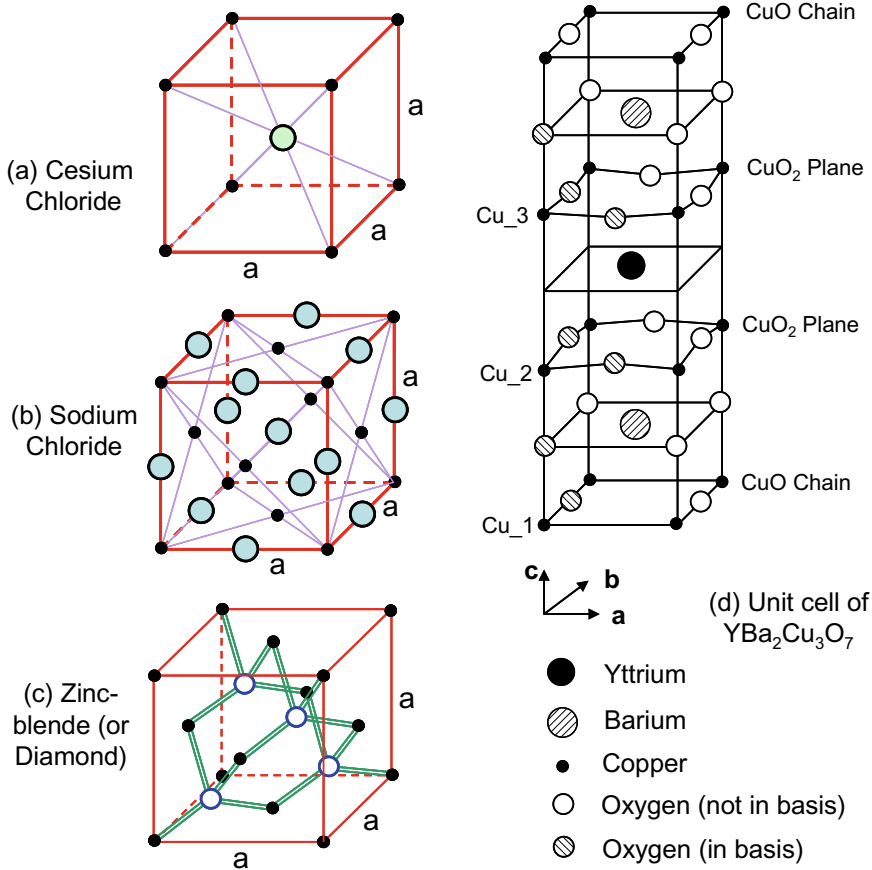 (a) Cesium
Chloride
a
a
a
(b) Sodium
Chloride
a
a
a
(c) Zinc-
blende (or
Diamond)
a
a
a
CuO Chain
CuO₂ Plane
Cu_3
CuO₂ Plane
Cu_2
CuO Chain
Cu_1
c
b
a
(d) Unit cell of
YBa₂Cu₃O₇
Yttrium
Barium
Copper
Oxygen (not in basis)
Oxygen (in basis)